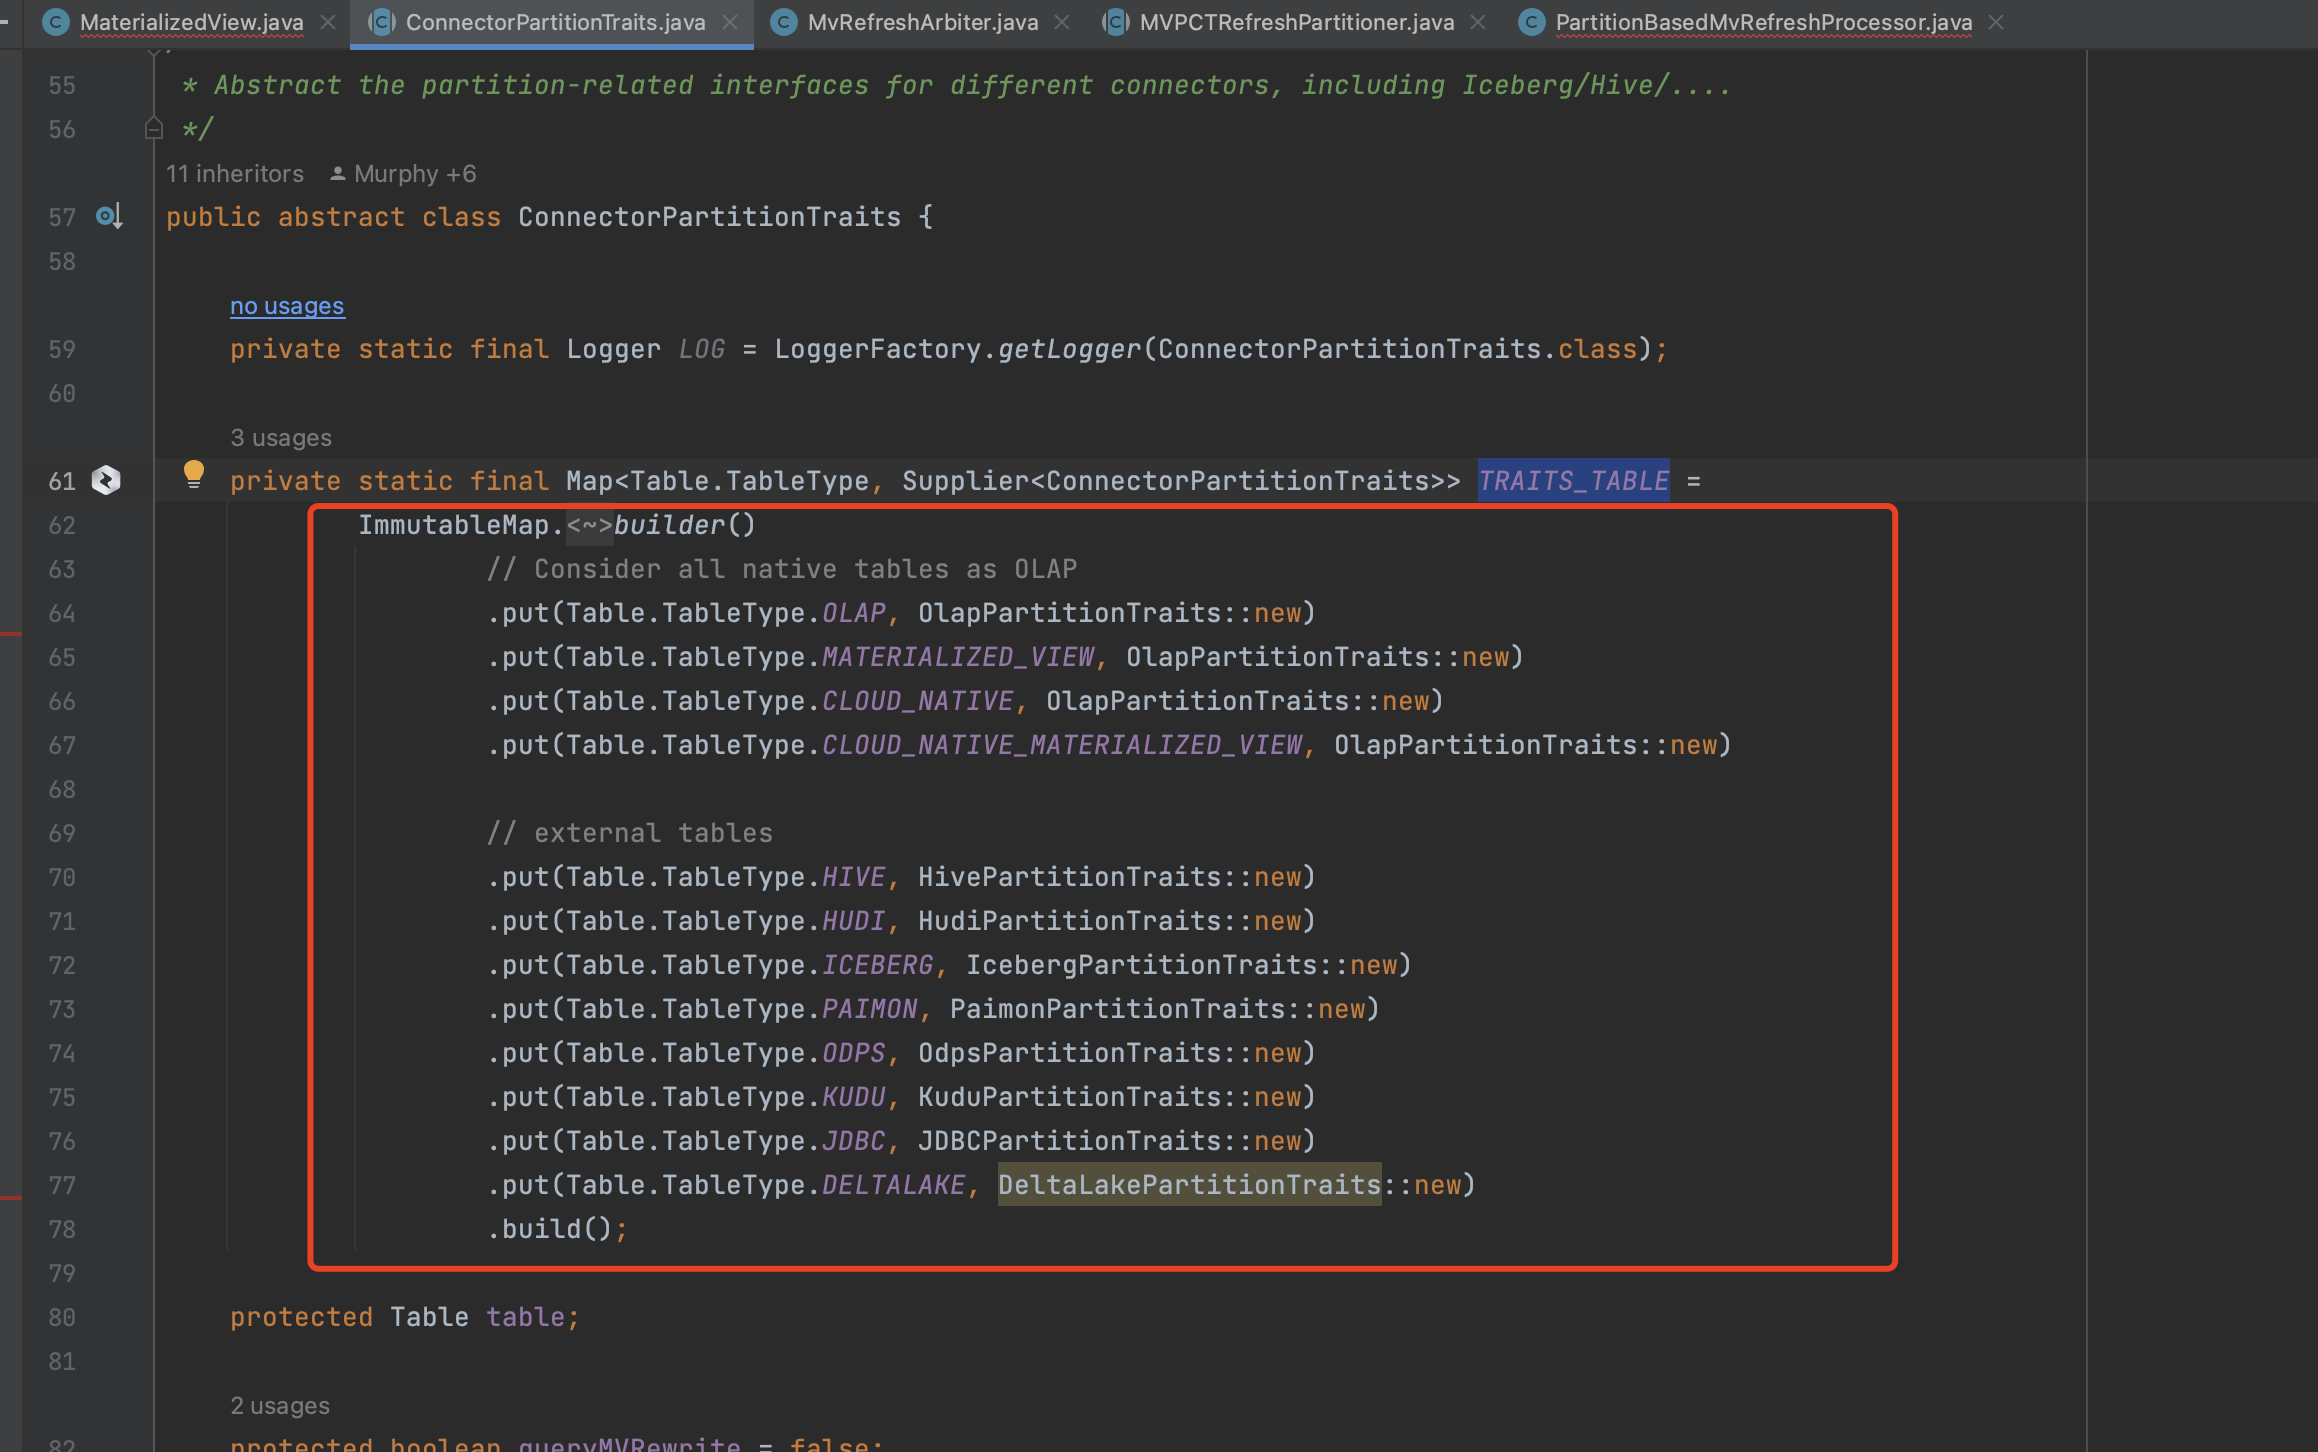 MaterializedView.java ConnectorPartitionTraits.java MvRefreshArbiter.java MVPCTRefreshPartitioner.java PartitionBasedMvRefreshProcessor.java
55 * Abstract the partition-related interfaces for different connectors, including Iceberg/Hive/....
56 */
11 inheritors Murphy +6
57 public abstract class ConnectorPartitionTraits {
58
no usages
59 private static final Logger LOG = LoggerFactory.getLogger(ConnectorPartitionTraits.class);
60
3 usages
61 private static final Map<Table.TableType, Supplier<ConnectorPartitionTraits>> TRAITS_TABLE =
62 ImmutableMap.<~>builder()
63 // Consider all native tables as OLAP
64 .put(Table.TableType.OLAP, OlapPartitionTraits::new)
65 .put(Table.TableType.MATERIALIZED_VIEW, OlapPartitionTraits::new)
66 .put(Table.TableType.CLOUD_NATIVE, OlapPartitionTraits::new)
67 .put(Table.TableType.CLOUD_NATIVE_MATERIALIZED_VIEW, OlapPartitionTraits::new)
68
69 // external tables
70 .put(Table.TableType.HIVE, HivePartitionTraits::new)
71 .put(Table.TableType.HUDI, HudiPartitionTraits::new)
72 .put(Table.TableType.ICEBERG, IcebergPartitionTraits::new)
73 .put(Table.TableType.PAIMON, PaimonPartitionTraits::new)
74 .put(Table.TableType.ODPS, OdpsPartitionTraits::new)
75 .put(Table.TableType.KUDU, KuduPartitionTraits::new)
76 .put(Table.TableType.JDBC, JDBCPartitionTraits::new)
77 .put(Table.TableType.DELTALAKE, DeltaLakePartitionTraits::new)
78 .build();
79
80 protected Table table;
81
2 usages
82 protected boolean queryMVRewrite = false;